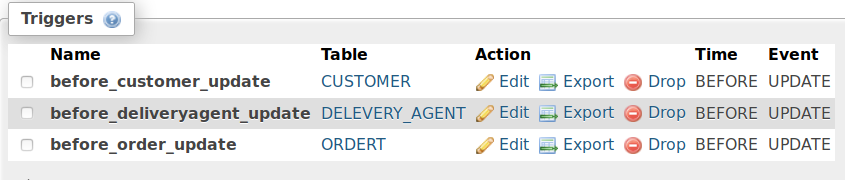 Triggers
Name Table Action Time Event
before_customer_update CUSTOMER Edit Export Drop BEFORE UPDATE
before_deliveryagent_update DELEVERY_AGENT Edit Export Drop BEFORE UPDATE
before_order_update ORDERT Edit Export Drop BEFORE UPDATE